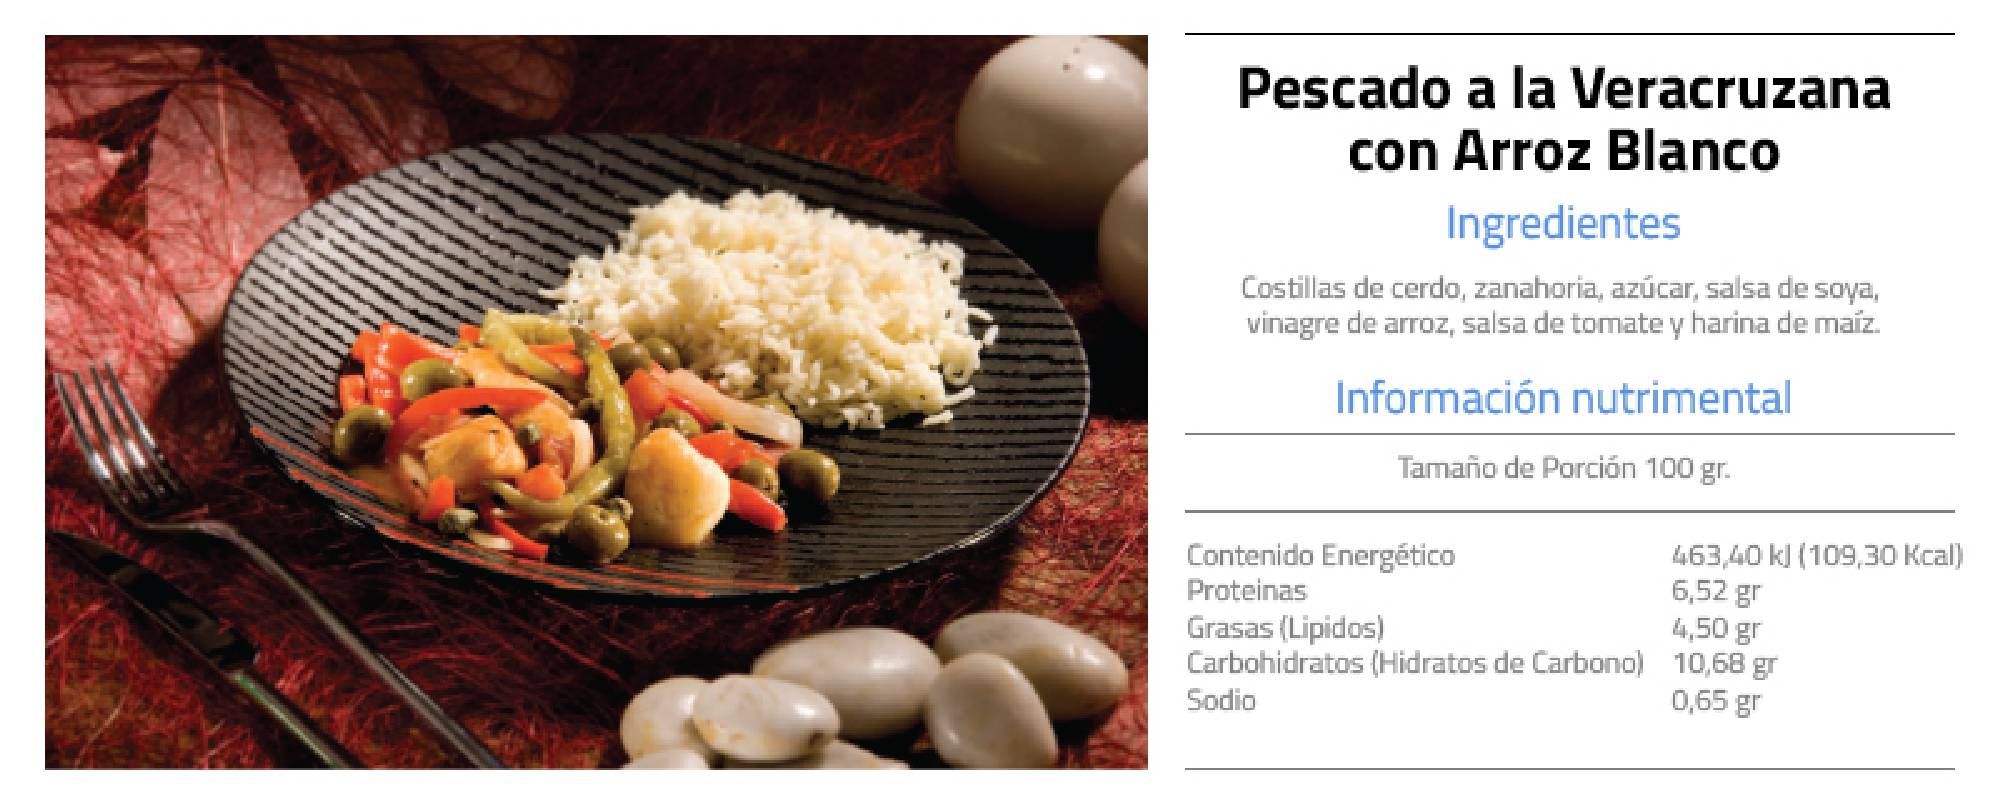 Pescado a la Veracruzana
con Arroz Blanco
Ingredientes
Costillas de cerdo, zanahoria, azúcar, salsa de soya,
vinagre de arroz, salsa de tomate y harina de maíz.
Información nutrimental
Tamaño de Porción 100 gr.
Contenido Energético 463,40 kJ (109,30 Kcal)
Proteinas 6,52 gr
Grasas (Lipidos) 4,50 gr
Carbohidratos (Hidratos de Carbono) 10,68 gr
Sodio 0,65 gr